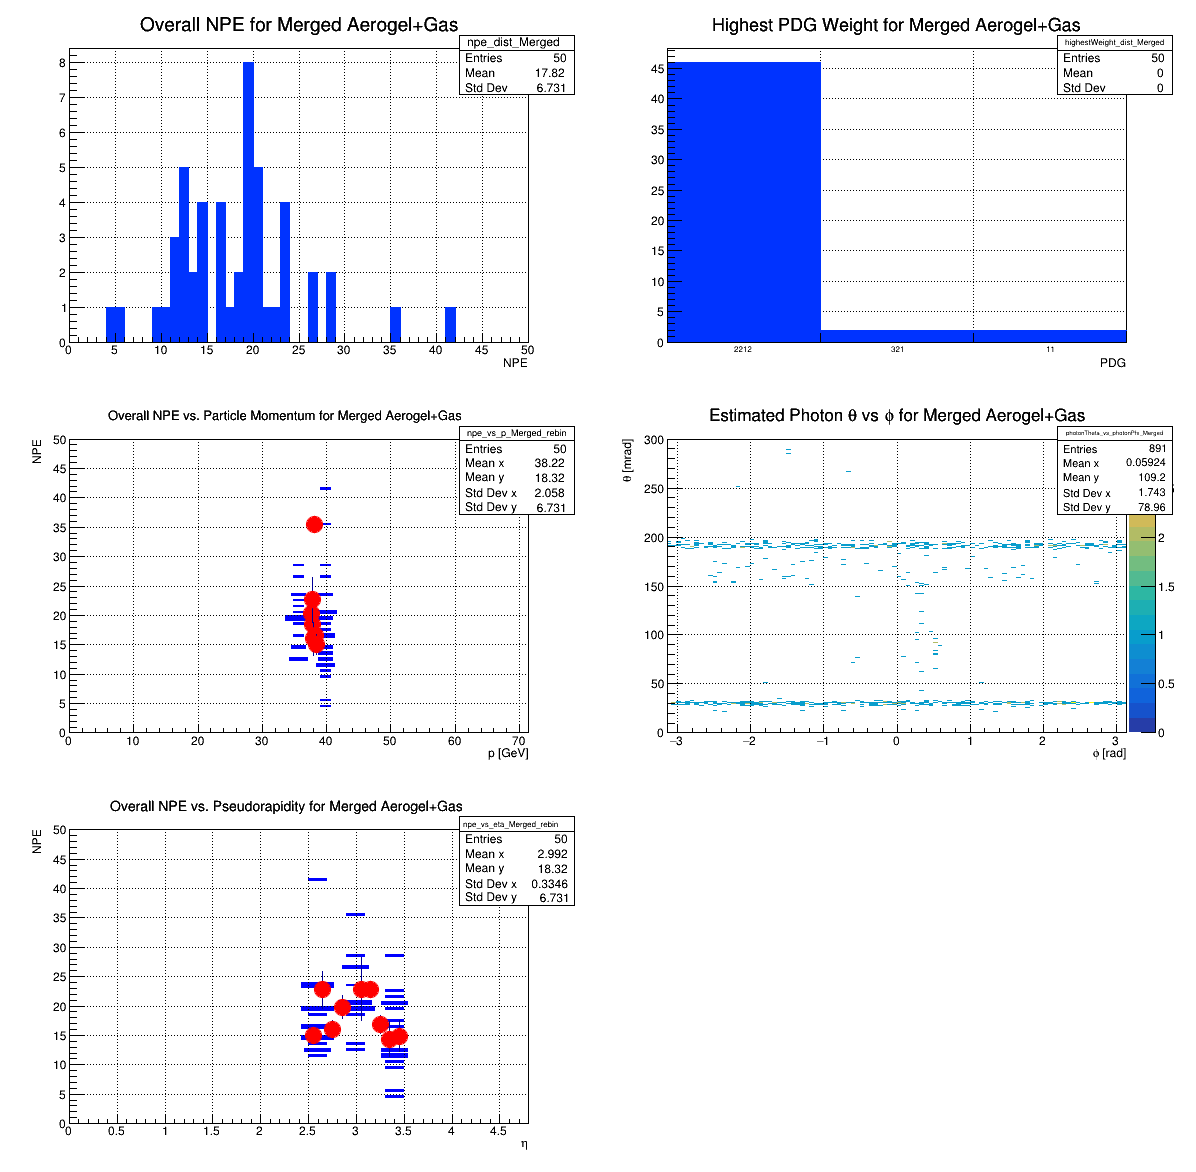 Overall NPE for Merged Aerogel+Gas
npe_dist_Merged
Entries 50
Mean 17.82
Std Dev 6.731
8
7
6
5
4
3
2
1
0
0 5 10 15 20 25 30 35 40 45 50
NPE
Highest PDG Weight for Merged Aerogel+Gas
highestWeight_dist_Merged
Entries 50
Mean 0
Std Dev 0
45
40
35
30
25
20
15
10
5
0
2212 321 11
PDG
Overall NPE vs. Particle Momentum for Merged Aerogel+Gas
NPE
npe_vs_p_Merged_rebin
Entries 50
Mean x 38.22
Mean y 18.32
Std Dev x 2.058
Std Dev y 6.731
50
45
40
35
30
25
20
15
10
5
0
0 10 20 30 40 50 60 70
p [GeV]
Estimated Photon θ vs ϕ for Merged Aerogel+Gas
θ [mrad]
photonTheta_vs_photonPhi_Merged
Entries 891
Mean x 0.05924
Mean y 109.2
Std Dev x 1.743
Std Dev y 78.96
300
250
200
150
100
50
0
−3 −2 −1 0 1 2 3
ϕ [rad]
2
1.5
1
0.5
0
Overall NPE vs. Pseudorapidity for Merged Aerogel+Gas
NPE
npe_vs_eta_Merged_rebin
Entries 50
Mean x 2.992
Mean y 18.32
Std Dev x 0.3346
Std Dev y 6.731
50
45
40
35
30
25
20
15
10
5
0
0 0.5 1 1.5 2 2.5 3 3.5 4 4.5
η